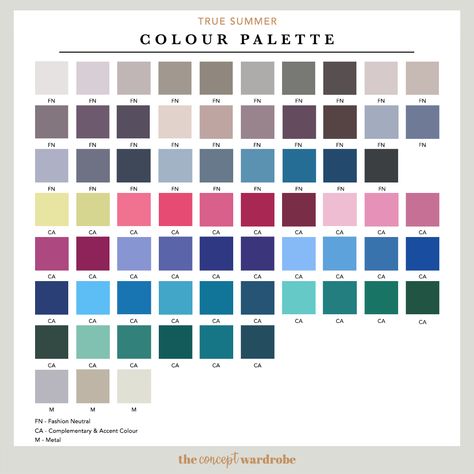 TRUE SUMMER
COLOUR PALETTE
FN FN FN FN FN FN FN FN FN FN
FN FN FN FN FN FN FN FN FN FN
FN FN FN FN FN FN FN FN FN
CA CA CA CA CA CA CA CA CA CA
CA CA CA CA CA CA CA CA CA CA
CA CA CA CA CA CA CA CA CA CA
CA CA CA CA CA CA
M M M
FN - Fashion Neutral
CA - Complementary & Accent Colour
M - Metal
the concept wardrobe